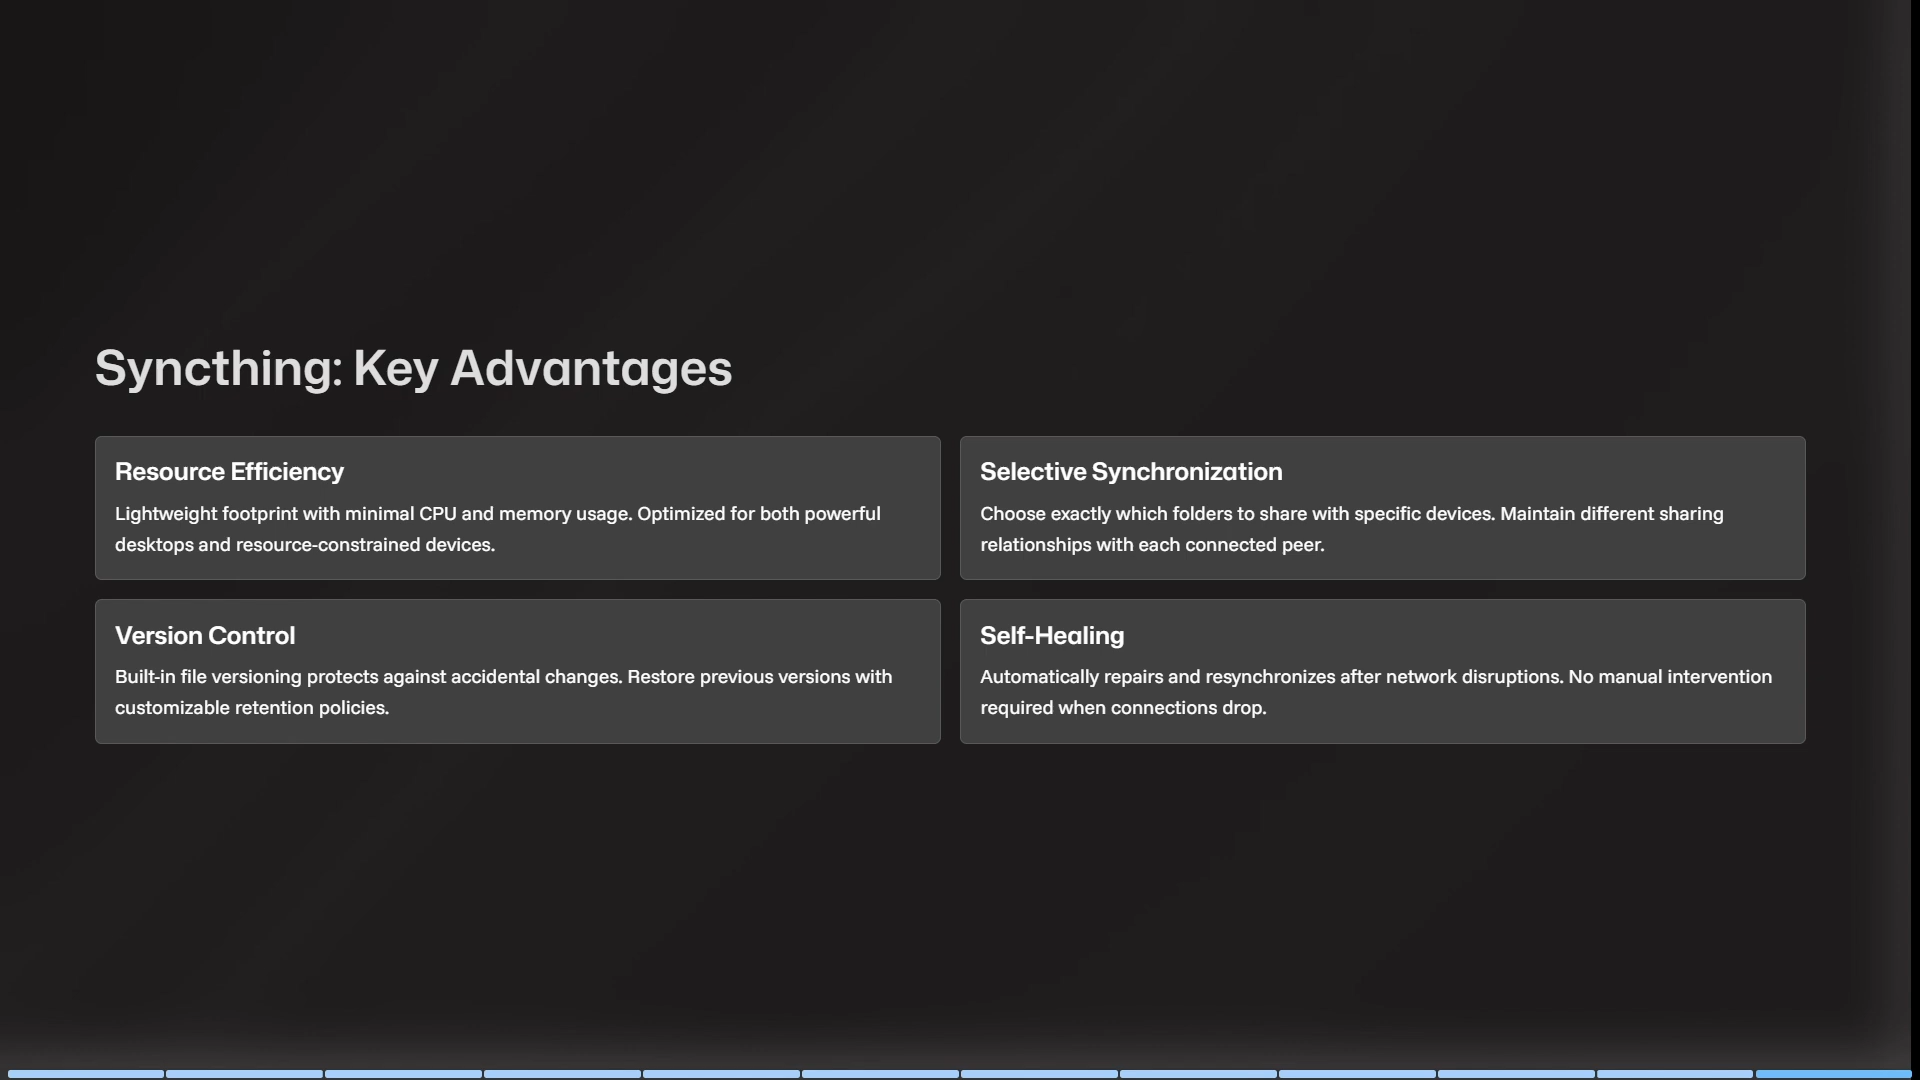 Syncthing: Key Advantages
Resource Efficiency
Lightweight footprint with minimal CPU and memory usage. Optimized for both powerful
desktops and resource-constrained devices.
Selective Synchronization
Choose exactly which folders to share with specific devices. Maintain different sharing
relationships with each connected peer.
Version Control
Built-in file versioning protects against accidental changes. Restore previous versions with
customizable retention policies.
Self-Healing
Automatically repairs and resynchronizes after network disruptions. No manual intervention
required when connections drop.